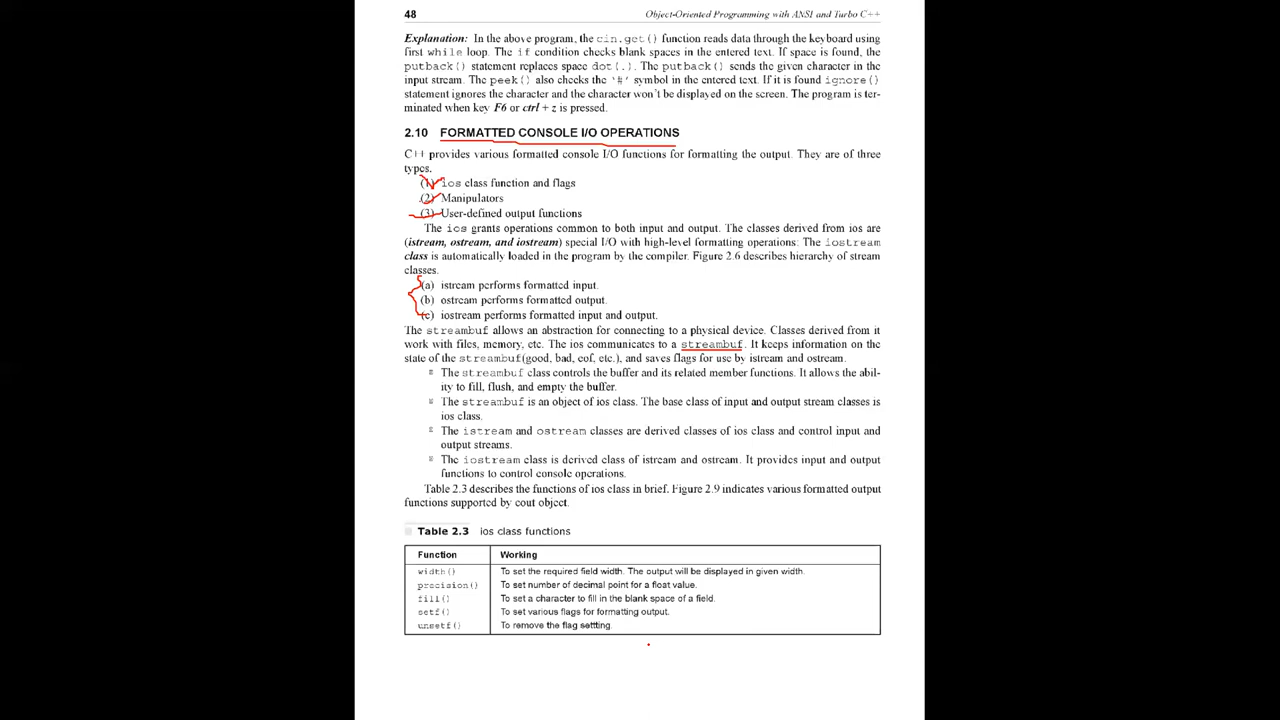 48 Object-Oriented Programming with ANSI and Turbo C++
Explanation: In the above program, the cin.get() function reads data through the keyboard using
first while loop. The if condition checks blank spaces in the entered text. If space is found, the
putback() statement replaces space dot(.). The putback() sends the given character in the
input stream. The peek() also checks the '#' symbol in the entered text. If it is found ignore()
statement ignores the character and the character won't be displayed on the screen. The program is ter-
minated when key F6 or ctrl + z is pressed.
2.10 FORMATTED CONSOLE I/O OPERATIONS
C++ provides various formatted console I/O functions for formatting the output. They are of three
types.
(1) ios class function and flags
(2) Manipulators
(3) User-defined output functions
The ios grants operations common to both input and output. The classes derived from ios are
(istream, ostream, and iostream) special I/O with high-level formatting operations: The iostream
class is automatically loaded in the program by the compiler. Figure 2.6 describes hierarchy of stream
classes.
(a) istream performs formatted input.
(b) ostream performs formatted output.
(c) iostream performs formatted input and output.
The streambuf allows an abstraction for connecting to a physical device. Classes derived from it
work with files, memory, etc. The ios communicates to a streambuf. It keeps information on the
state of the streambuf(good, bad, eof, etc.), and saves flags for use by istream and ostream.
The streambuf class controls the buffer and its related member functions. It allows the abil-
ity to fill, flush, and empty the buffer.
The streambuf is an object of ios class. The base class of input and output stream classes is
ios class.
The istream and ostream classes are derived classes of ios class and control input and
output streams.
The iostream class is derived class of istream and ostream. It provides input and output
functions to control console operations.
Table 2.3 describes the functions of ios class in brief. Figure 2.9 indicates various formatted output
functions supported by cout object.
Table 2.3 ios class functions
Function Working
width() To set the required field width. The output will be displayed in given width.
precision() To set number of decimal point for a float value.
fill() To set a character to fill in the blank space of a field.
setf() To set various flags for formatting output.
unsetf() To remove the flag settting.